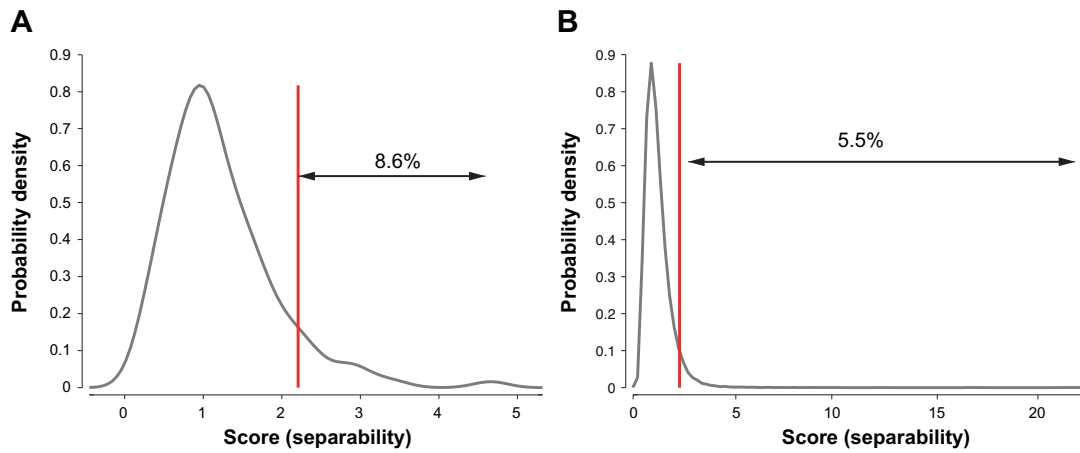 A
Probability density
0.9
0.8
0.7
0.6
0.5
0.4
0.3
0.2
0.1
0
8.6%
0 1 2 3 4 5
Score (separability)
B
Probability density
0.9
0.8
0.7
0.6
0.5
0.4
0.3
0.2
0.1
0
5.5%
0 5 10 15 20
Score (separability)